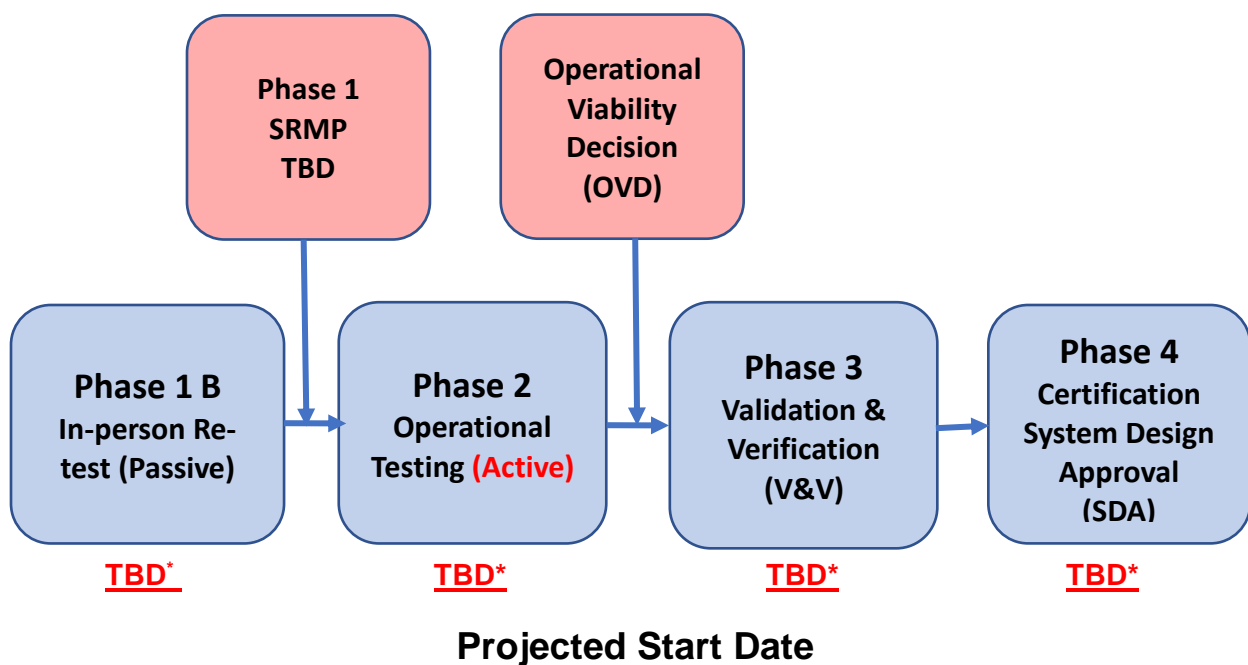 Phase 1
SRMP
TBD
Operational
Viability
Decision
(OVD)
Phase 1 B
In-person Re-
test (Passive)
Phase 2
Operational
Testing (Active)
Phase 3
Validation &
Verification
(V&V)
Phase 4
Certification
System Design
Approval
(SDA)
TBD*
TBD*
TBD*
TBD*
Projected Start Date